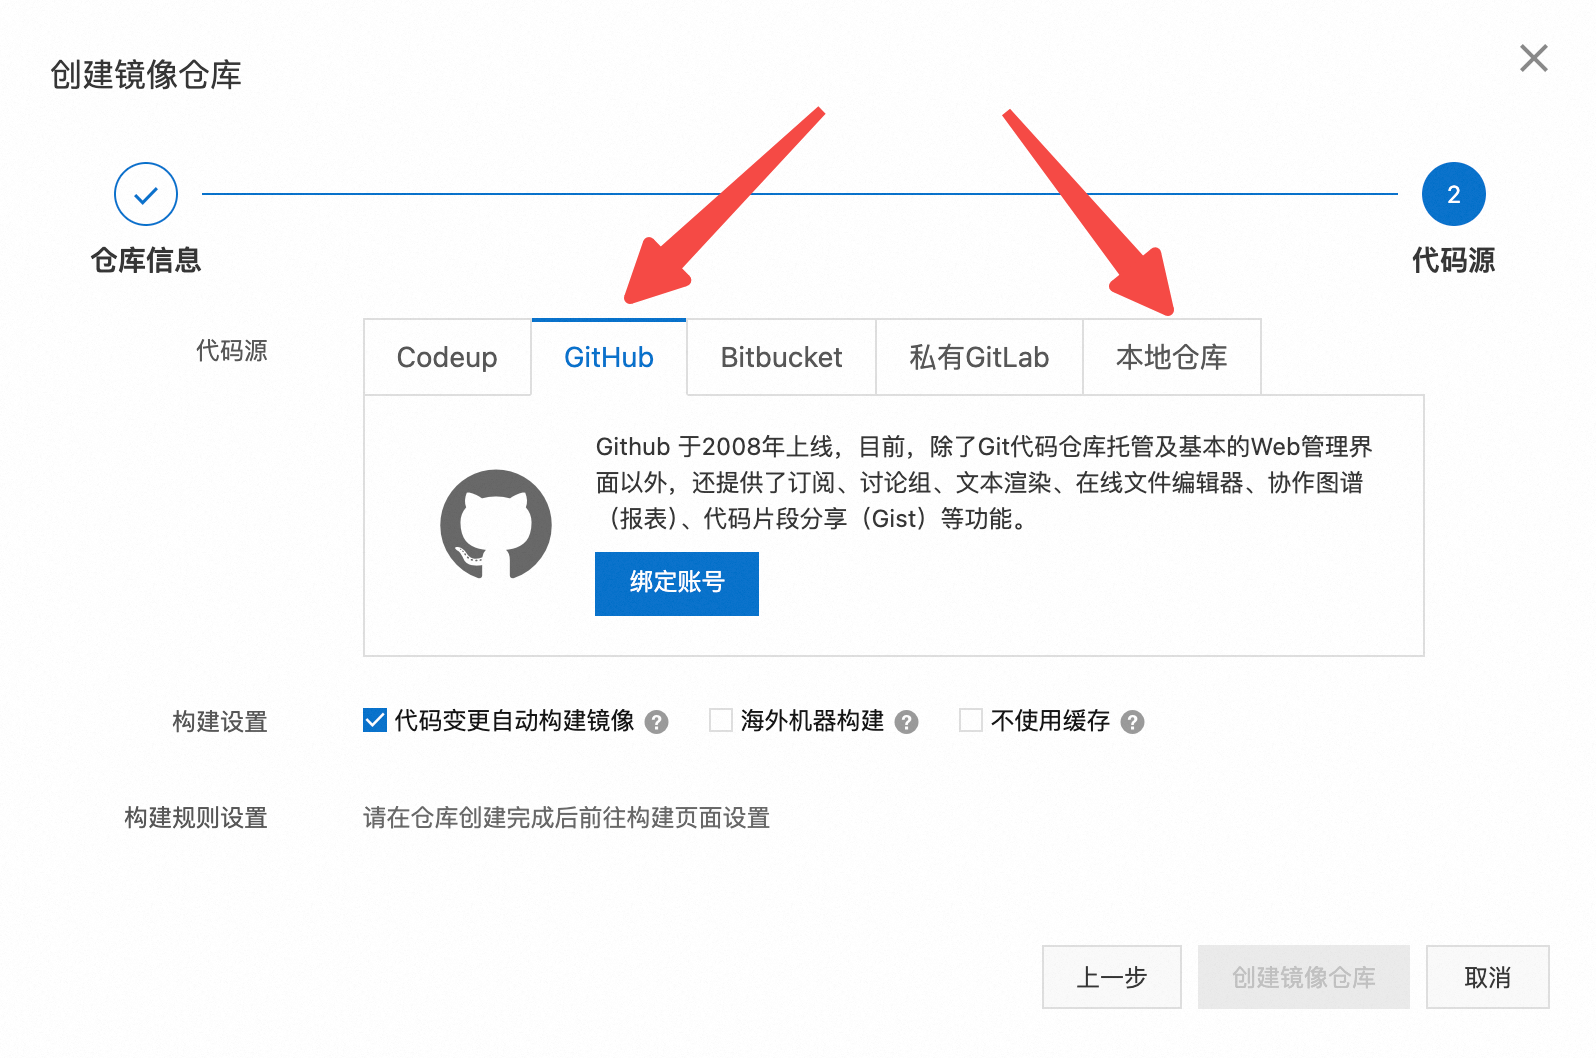 创建镜像仓库
2
仓库信息
代码源
代码源
Codeup
GitHub
Bitbucket
私有GitLab
本地仓库
Github 于2008年上线，目前，除了Git代码仓库托管及基本的Web管理界
面以外，还提供了订阅、讨论组、文本渲染、在线文件编辑器、协作图谱
（报表）、代码片段分享（Gist）等功能。
绑定账号
构建设置
代码变更自动构建镜像 ?
海外机器构建 ?
不使用缓存 ?
构建规则设置
请在仓库创建完成后前往构建页面设置
上一步
创建镜像仓库
取消